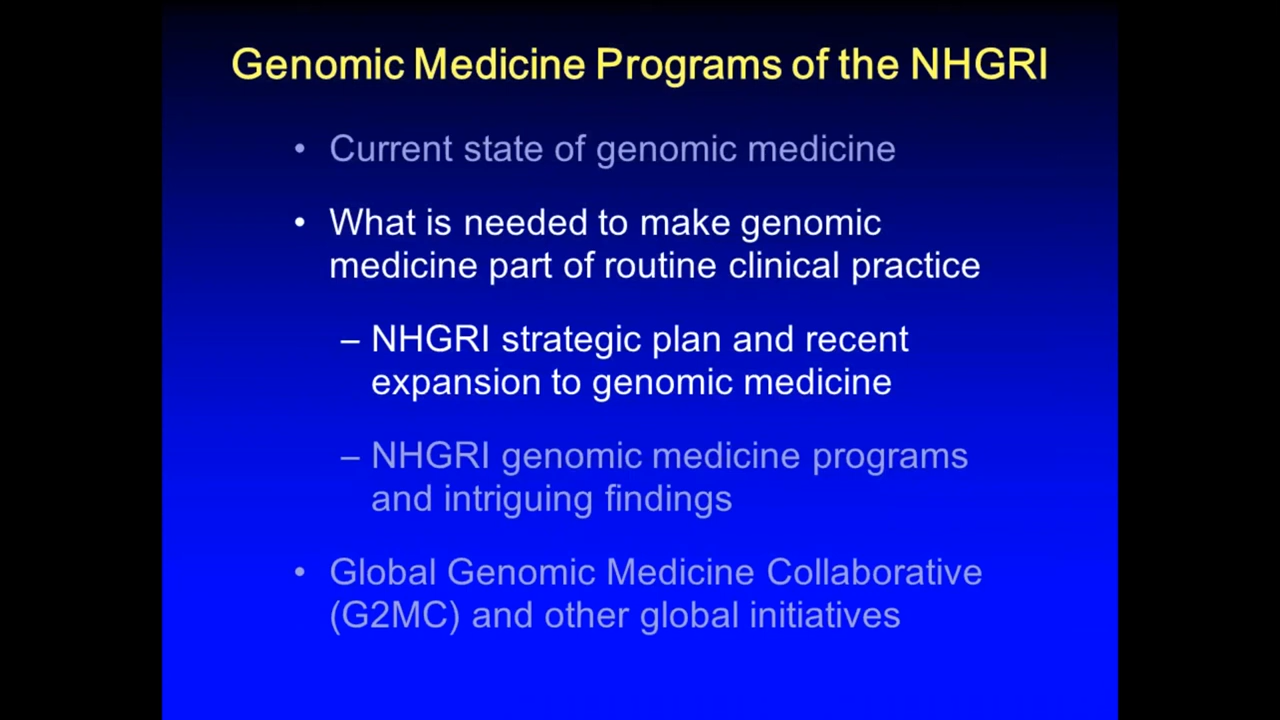 Genomic Medicine Programs of the NHGRI
• Current state of genomic medicine
• What is needed to make genomic
medicine part of routine clinical practice
– NHGRI strategic plan and recent
expansion to genomic medicine
– NHGRI genomic medicine programs
and intriguing findings
• Global Genomic Medicine Collaborative
(G2MC) and other global initiatives